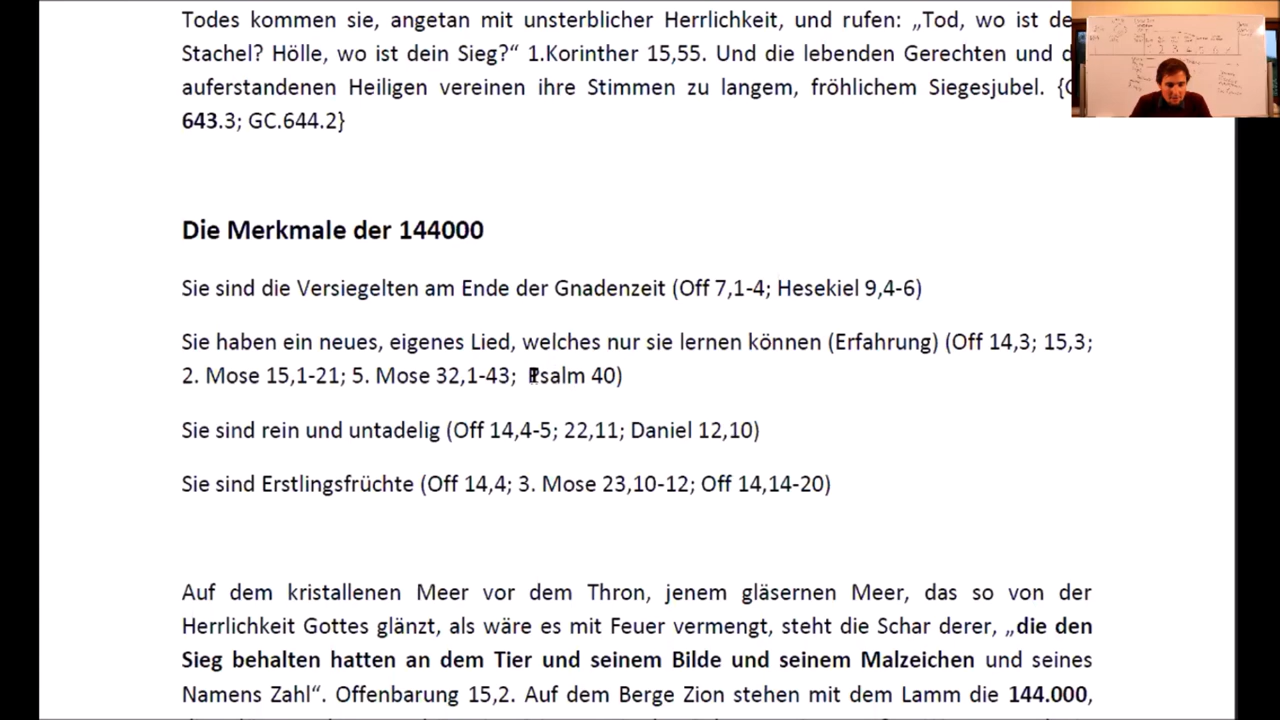 Todes kommen sie, angetan mit unsterblicher Herrlichkeit, und rufen: „Tod, wo ist
Stachel? Hölle, wo ist dein Sieg?“ 1.Korinther 15,55. Und die lebenden Gerechten und
auferstandenen Heiligen vereinen ihre Stimmen zu langem, fröhlichem Siegesjubel.
643.3; GC.644.2}
Die Merkmale der 144000
Sie sind die Versiegelten am Ende der Gnadenzeit (Off 7,1-4; Hesekiel 9,4-6)
Sie haben ein neues, eigenes Lied, welches nur sie lernen können (Erfahrung) (Off 14,3; 15,3;
2. Mose 15,1-21; 5. Mose 32,1-43; Psalm 40)
Sie sind rein und untadelig (Off 14,4-5; 22,11; Daniel 12,10)
Sie sind Erstlingsfrüchte (Off 14,4; 3. Mose 23,10-12; Off 14,14-20)
Auf dem kristallenen Meer vor dem Thron, jenem gläsernen Meer, das so von der
Herrlichkeit Gottes glänzt, als wäre es mit Feuer vermengt, steht die Schar derer, „die den
Sieg behalten hatten an dem Tier und seinem Bilde und seinem Malzeichen und seines
Namens Zahl“. Offenbarung 15,2. Auf dem Berge Zion stehen mit dem Lamm die 144.000,